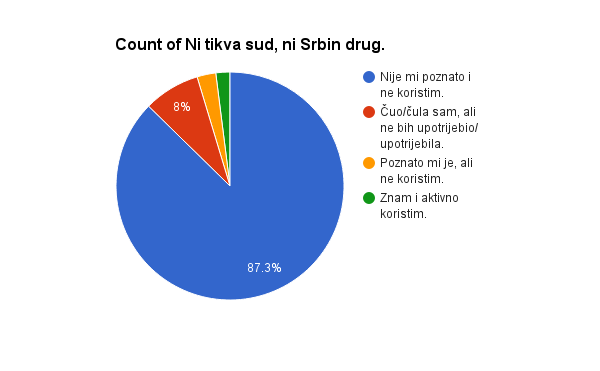 Count of Ni tikva sud, ni Srbin drug.
Nije mi poznato i
ne koristim.
Čuo/čula sam, ali
ne bih upotrijebio/
upotrijebila.
Poznato mi je, ali
ne koristim.
Znam i aktivno
koristim.
8%
87.3%